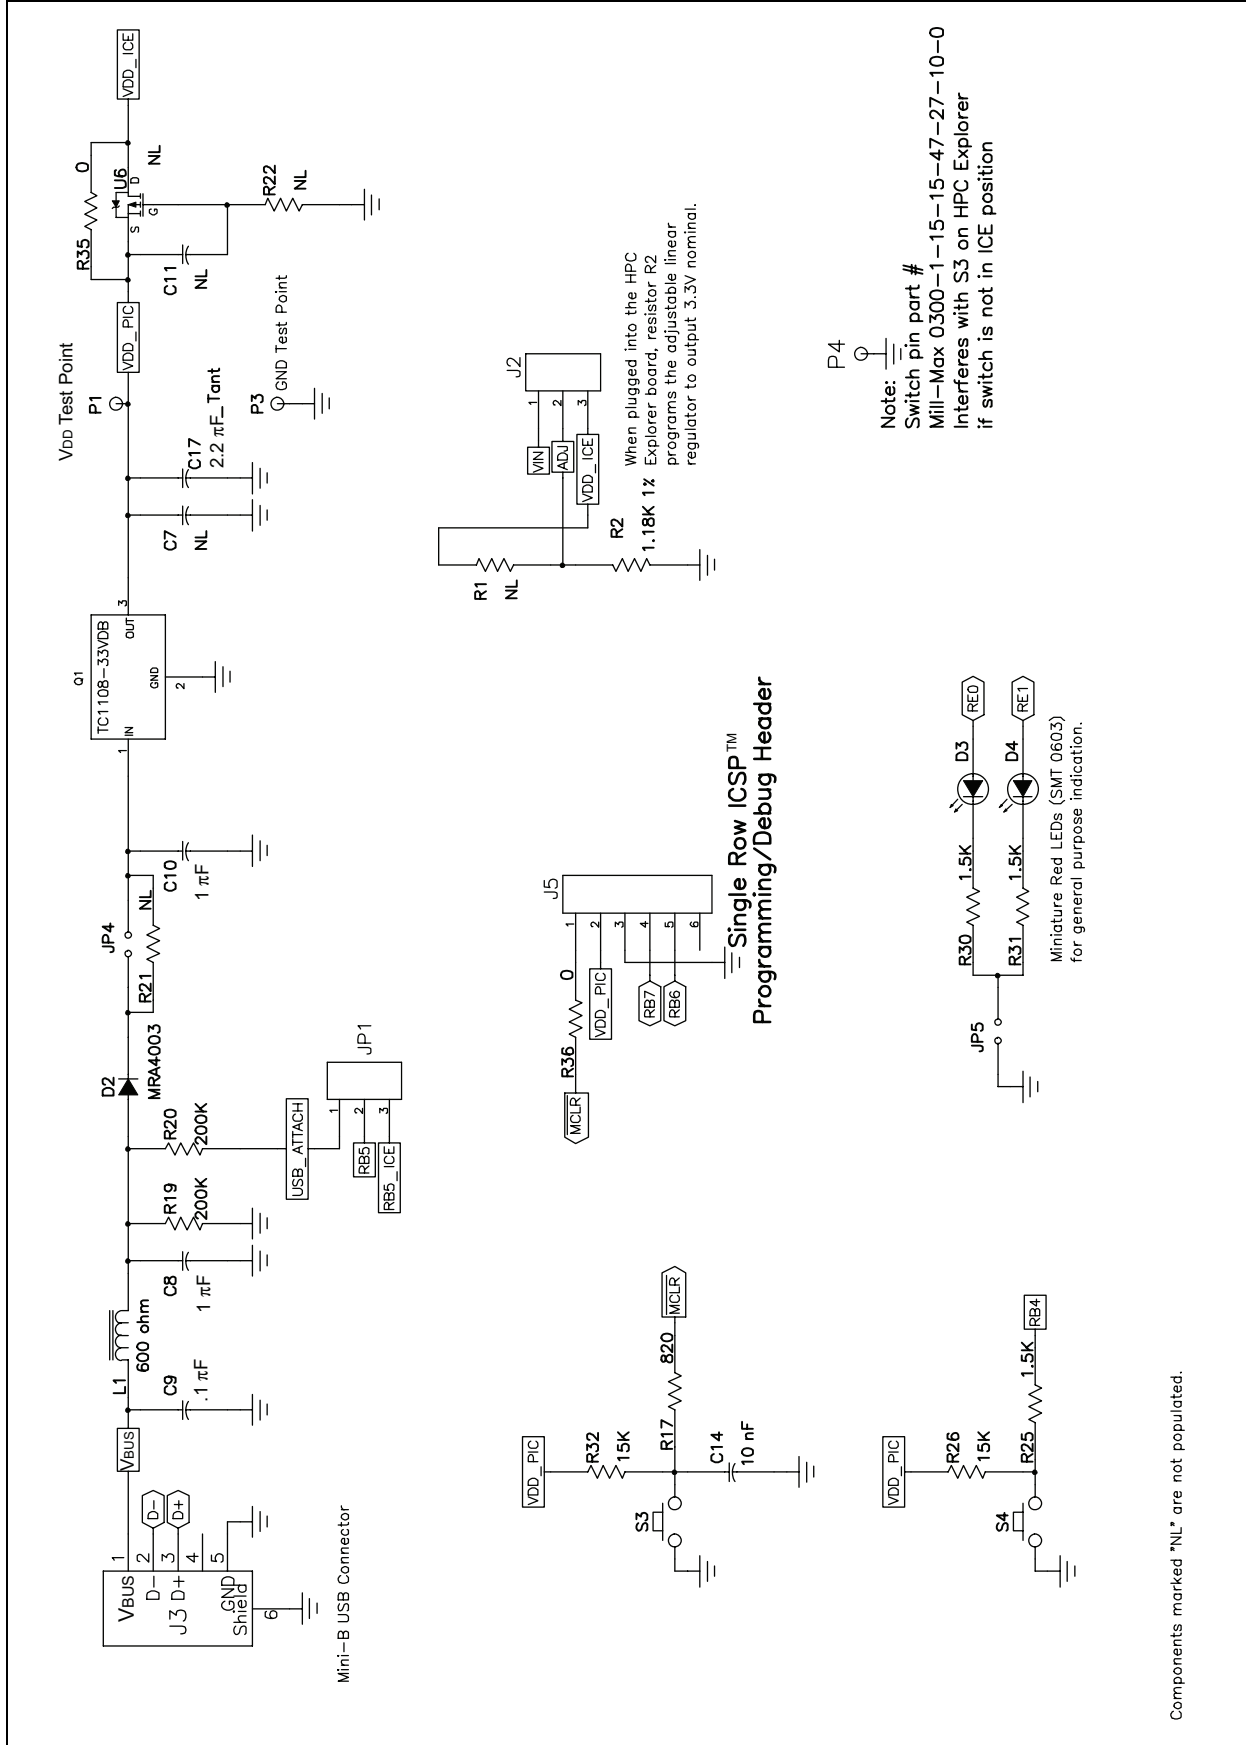 VBUS
D-
D+
J3
GND
Shield
1
2
3
4
5
6
D-
D+
Mini-B USB Connector
VBUS
C9
.1 πF
L1
600 ohm
C8
1 πF
R19
200K
R20
200K
USB_ATTACH
JP1
1
2
3
RB5
RB5_ICE
D2
MRA4003
JP4
R21
NL
C10
1 πF
Q1
TC1108-33VDB
IN
OUT
GND
1
2
3
C7
NL
C17
2.2 πF_Tant
VDD Test Point
P1
P3
GND Test Point
VDD_PIC
R35
0
U6
NL
S
G
D
C11
NL
R22
NL
VDD_ICE
VDD_PIC
R32
15K
S3
R17
820
MCLR
C14
10 nF
MCLR
R36
0
VDD_PIC
RB7
RB6
J5
1
2
3
4
5
6
Single Row ICSP™
Programming/Debug Header
R1
NL
R2
1.18K 1%
VIN
ADJ
VDD_ICE
J2
1
2
3
When plugged into the HPC
Explorer board, resistor R2
programs the adjustable linear
regulator to output 3.3V nominal.
VDD_PIC
R26
15K
S4
R25
1.5K
RB4
JP5
R30
1.5K
D3
RE0
R31
1.5K
D4
RE1
Miniature Red LEDs (SMT 0603)
for general purpose indication.
P4
Note:
Switch pin part #
Mill-Max 0300-1-15-15-47-27-10-0
Interferes with S3 on HPC Explorer
if switch is not in ICE position
Components marked "NL" are not populated.